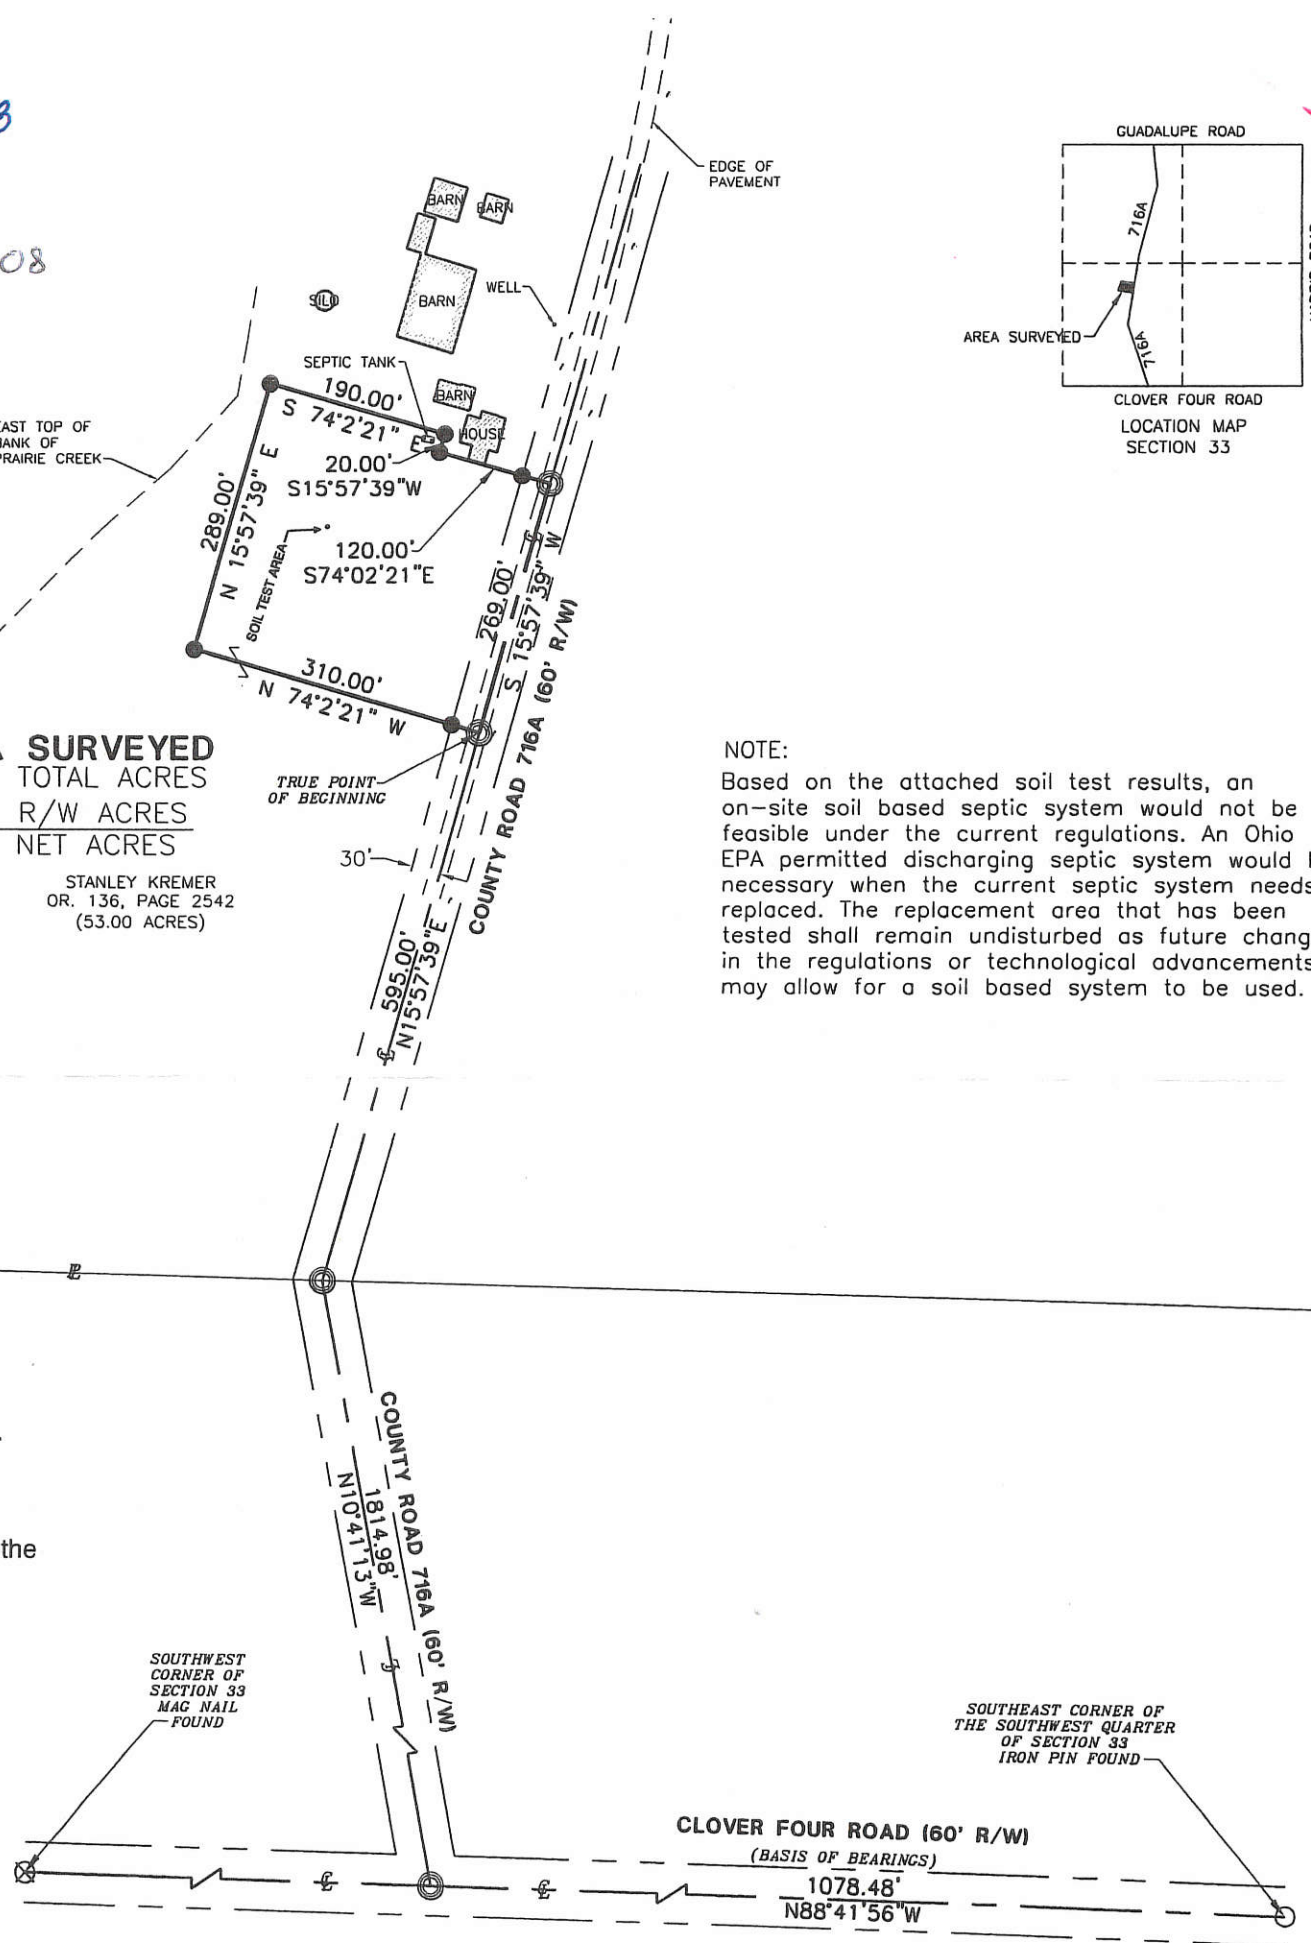 08
EDGE OF
PAVEMENT
BARN
BARN
BARN
WELL
SILO
SEPTIC TANK
BARN
HOUSE
190.00'
S 74°2'21" E
20.00'
S15°57'39"W
120.00'
S74°02'21"E
289.00'
N 15°57'39" E
SOIL TEST AREA
269.00'
S 15°57'39" W
310.00'
N 74°2'21" W
EAST TOP OF
BANK OF
PRAIRIE CREEK
GUADALUPE ROAD
716A
716A
AREA SURVEYED
CLOVER FOUR ROAD
LOCATION MAP
SECTION 33
SURVEYED
TOTAL ACRES
R/W ACRES
NET ACRES
TRUE POINT
OF BEGINNING
STANLEY KREMER
OR. 136, PAGE 2542
(53.00 ACRES)
30'
COUNTY ROAD 716A (60' R/W)
595.00'
N15°57'39"E
NOTE:
Based on the attached soil test results, an
on-site soil based septic system would not be
feasible under the current regulations. An Ohio
EPA permitted discharging septic system would
necessary when the current septic system needs
replaced. The replacement area that has been
tested shall remain undisturbed as future chang
in the regulations or technological advancements
may allow for a soil based system to be used.
the
COUNTY ROAD 716A (60' R/W)
1814.98'
N10°41'13"W
SOUTHWEST
CORNER OF
SECTION 33
MAG NAIL
FOUND
SOUTHEAST CORNER OF
THE SOUTHWEST QUARTER
OF SECTION 33
IRON PIN FOUND
CLOVER FOUR ROAD (60' R/W)
(BASIS OF BEARINGS)
1078.48'
N88°41'56"W